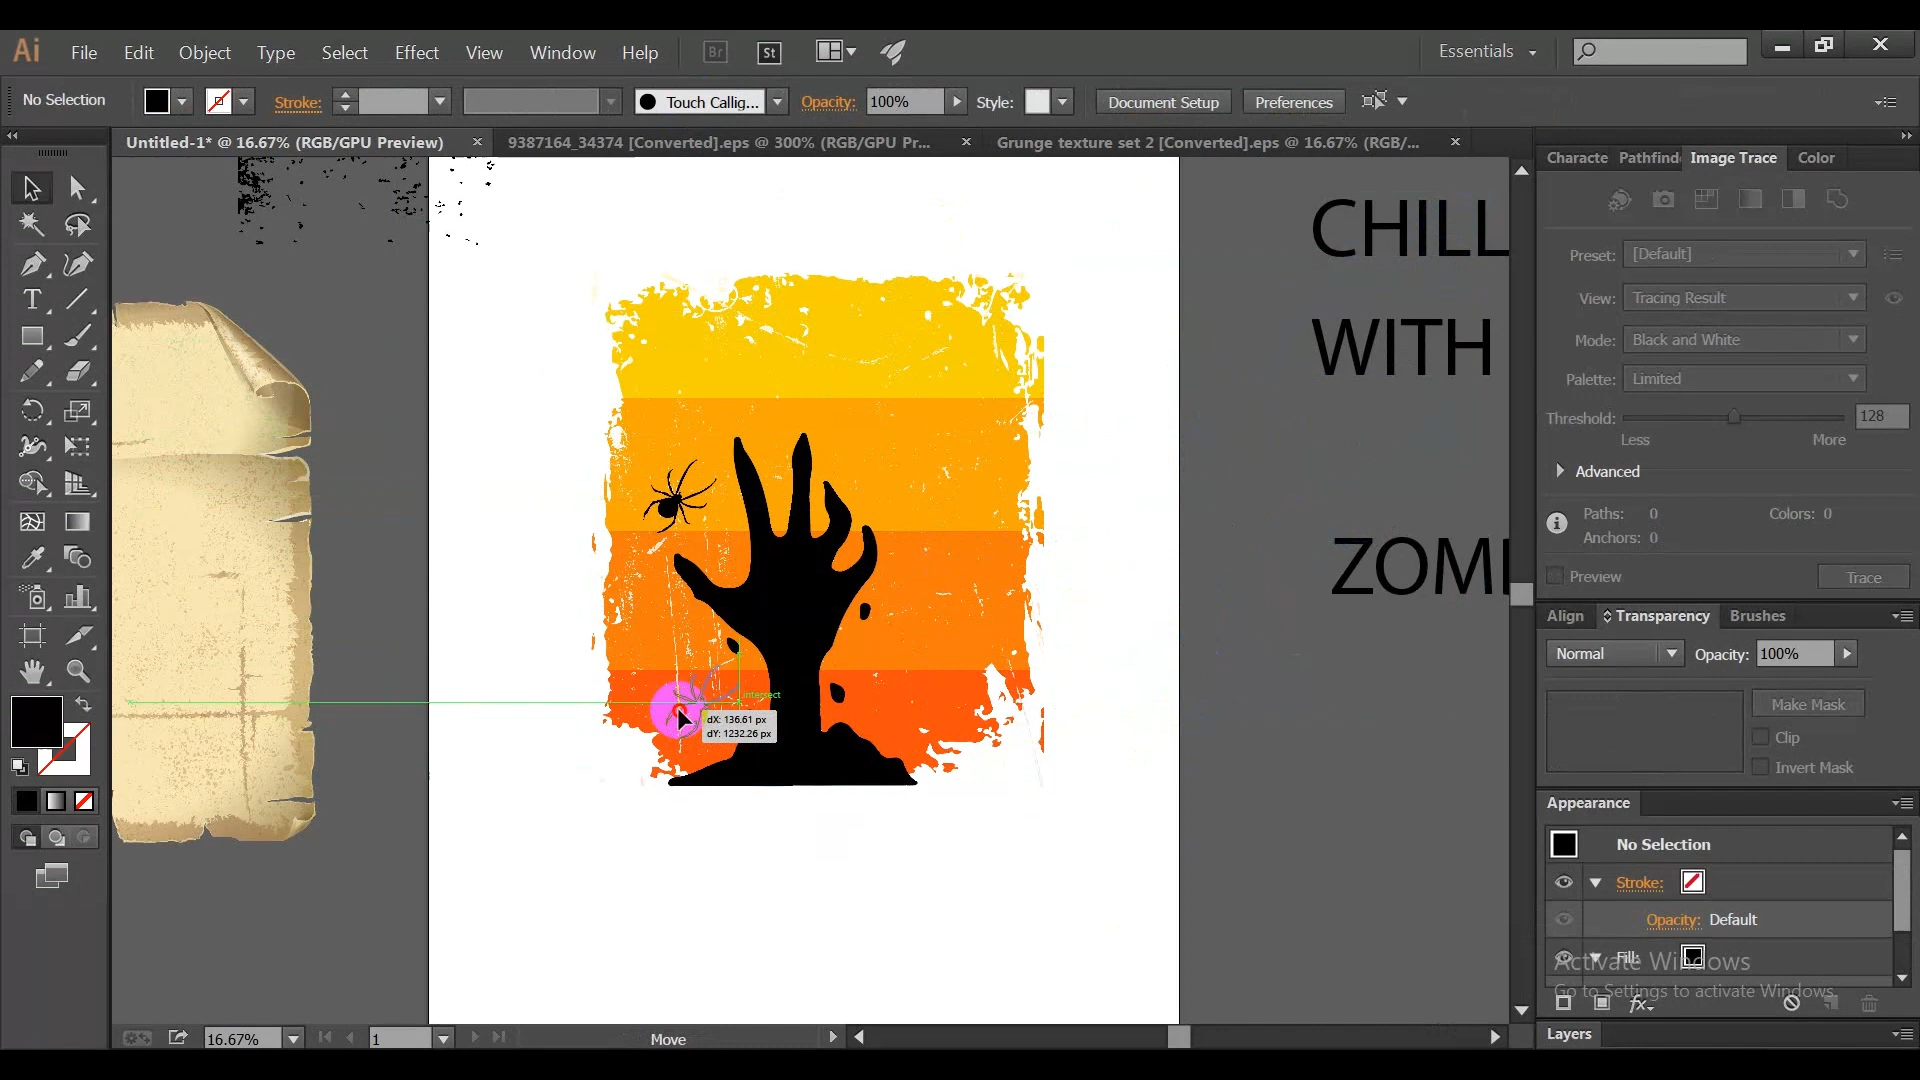 Ai File Edit Object Type Select Effect View Window Help Br St Essentials
No Selection Stroke: Touch Callig... Opacity: 100% Style: Document Setup Preferences
Untitled-1* @ 16.67% (RGB/GPU Preview) × 9387164_34374 [Converted].eps @ 300% (RGB/GPU Pr... × Grunge texture set 2 [Converted].eps @ 16.67% (RGB/... ×
Characte Pathfind Image Trace Color
CHILL
WITH
ZOM
intersect
dX: 136.61 px
dY: 1232.26 px
Preset: [Default]
View: Tracing Result
Mode: Black and White
Palette: Limited
Threshold: 128
Less More
Advanced
Paths: 0 Colors: 0
Anchors: 0
Preview Trace
Align Transparency Brushes
Normal Opacity: 100%
Make Mask
Clip
Invert Mask
Appearance
No Selection
Stroke:
Opacity: Default
Fill:
Activate Windows
Go to Settings to activate Windows.
fx
Layers
16.67% 1 Move